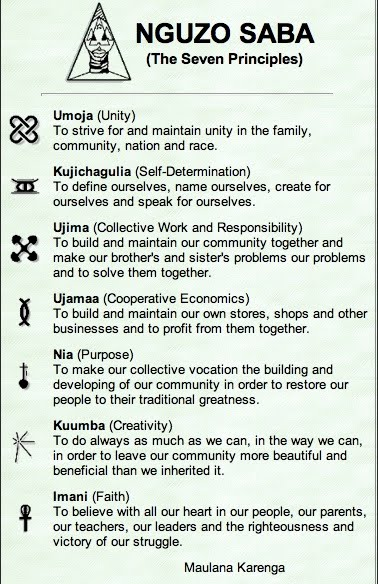 NGUZO SABA
(The Seven Principles)
Umoja (Unity)
To strive for and maintain unity in the family,
community, nation and race.
Kujichagulia (Self-Determination)
To define ourselves, name ourselves, create for
ourselves and speak for ourselves.
Ujima (Collective Work and Responsibility)
To build and maintain our community together and
make our brother's and sister's problems our problems
and to solve them together.
Ujamaa (Cooperative Economics)
To build and maintain our own stores, shops and other
businesses and to profit from them together.
Nia (Purpose)
To make our collective vocation the building and
developing of our community in order to restore our
people to their traditional greatness.
Kuumba (Creativity)
To do always as much as we can, in the way we can,
in order to leave our community more beautiful and
beneficial than we inherited it.
Imani (Faith)
To believe with all our heart in our people, our parents,
our teachers, our leaders and the righteousness and
victory of our struggle.
Maulana Karenga